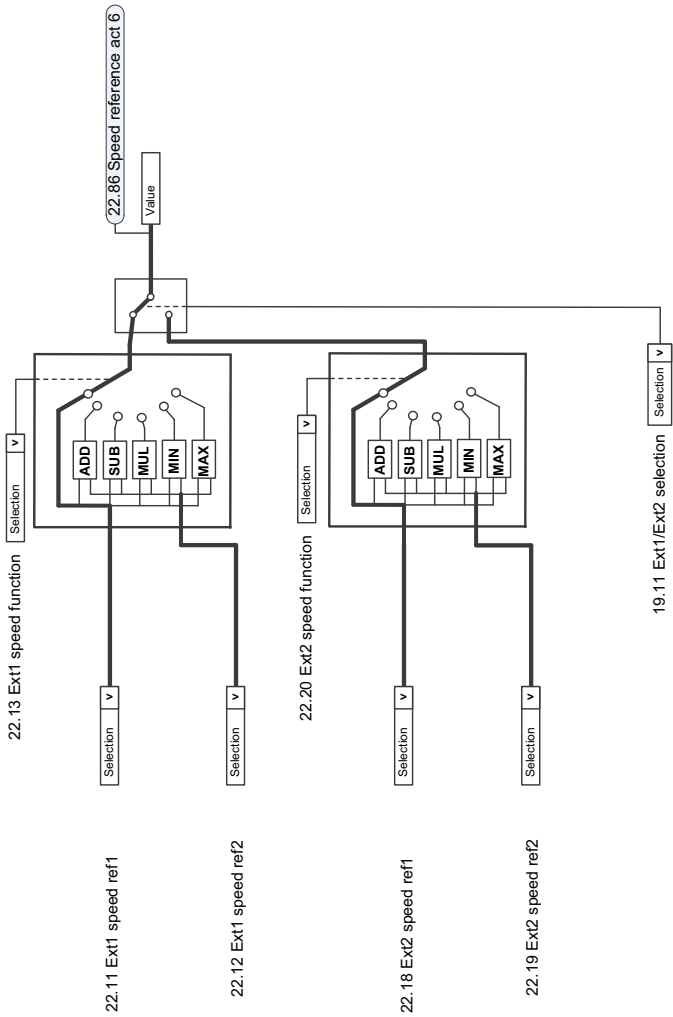 22.13 Ext1 speed function
Selection v
22.11 Ext1 speed ref1
Selection v
ADD
SUB
MUL
MIN
MAX
22.12 Ext1 speed ref2
Selection v
22.86 Speed reference act 6
Value
22.20 Ext2 speed function
Selection v
22.18 Ext2 speed ref1
Selection v
ADD
SUB
MUL
MIN
MAX
22.19 Ext2 speed ref2
Selection v
19.11 Ext1/Ext2 selection
Selection v